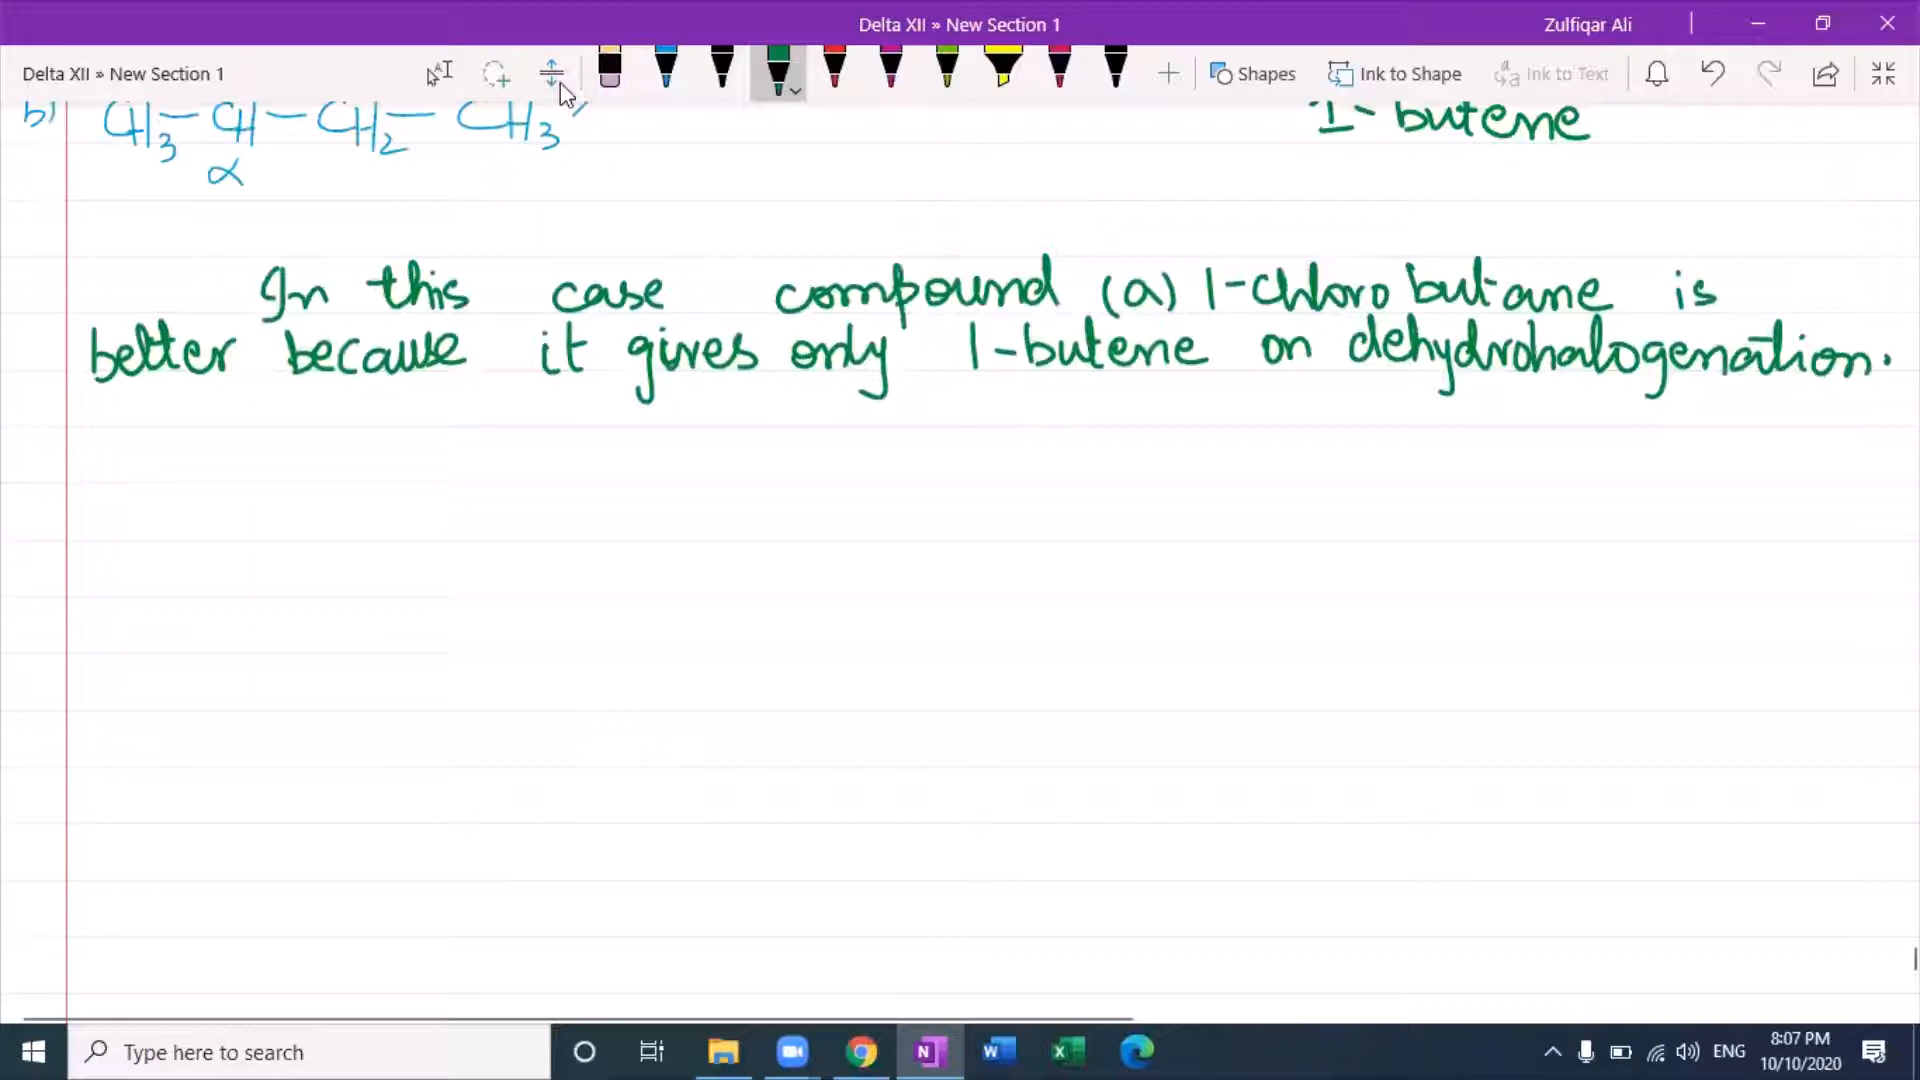 Delta XII » New Section 1
Zulfiqar Ali
Delta XII » New Section 1
Shapes
Ink to Shape
Ink to Text
b) CH3 - CH - CH2 - CH3
α
1-butene
In this case compound (a) 1-chlorobutane is
better because it gives only 1-butene on dehydrohalogenation.
Type here to search
ENG
8:07 PM
10/10/2020